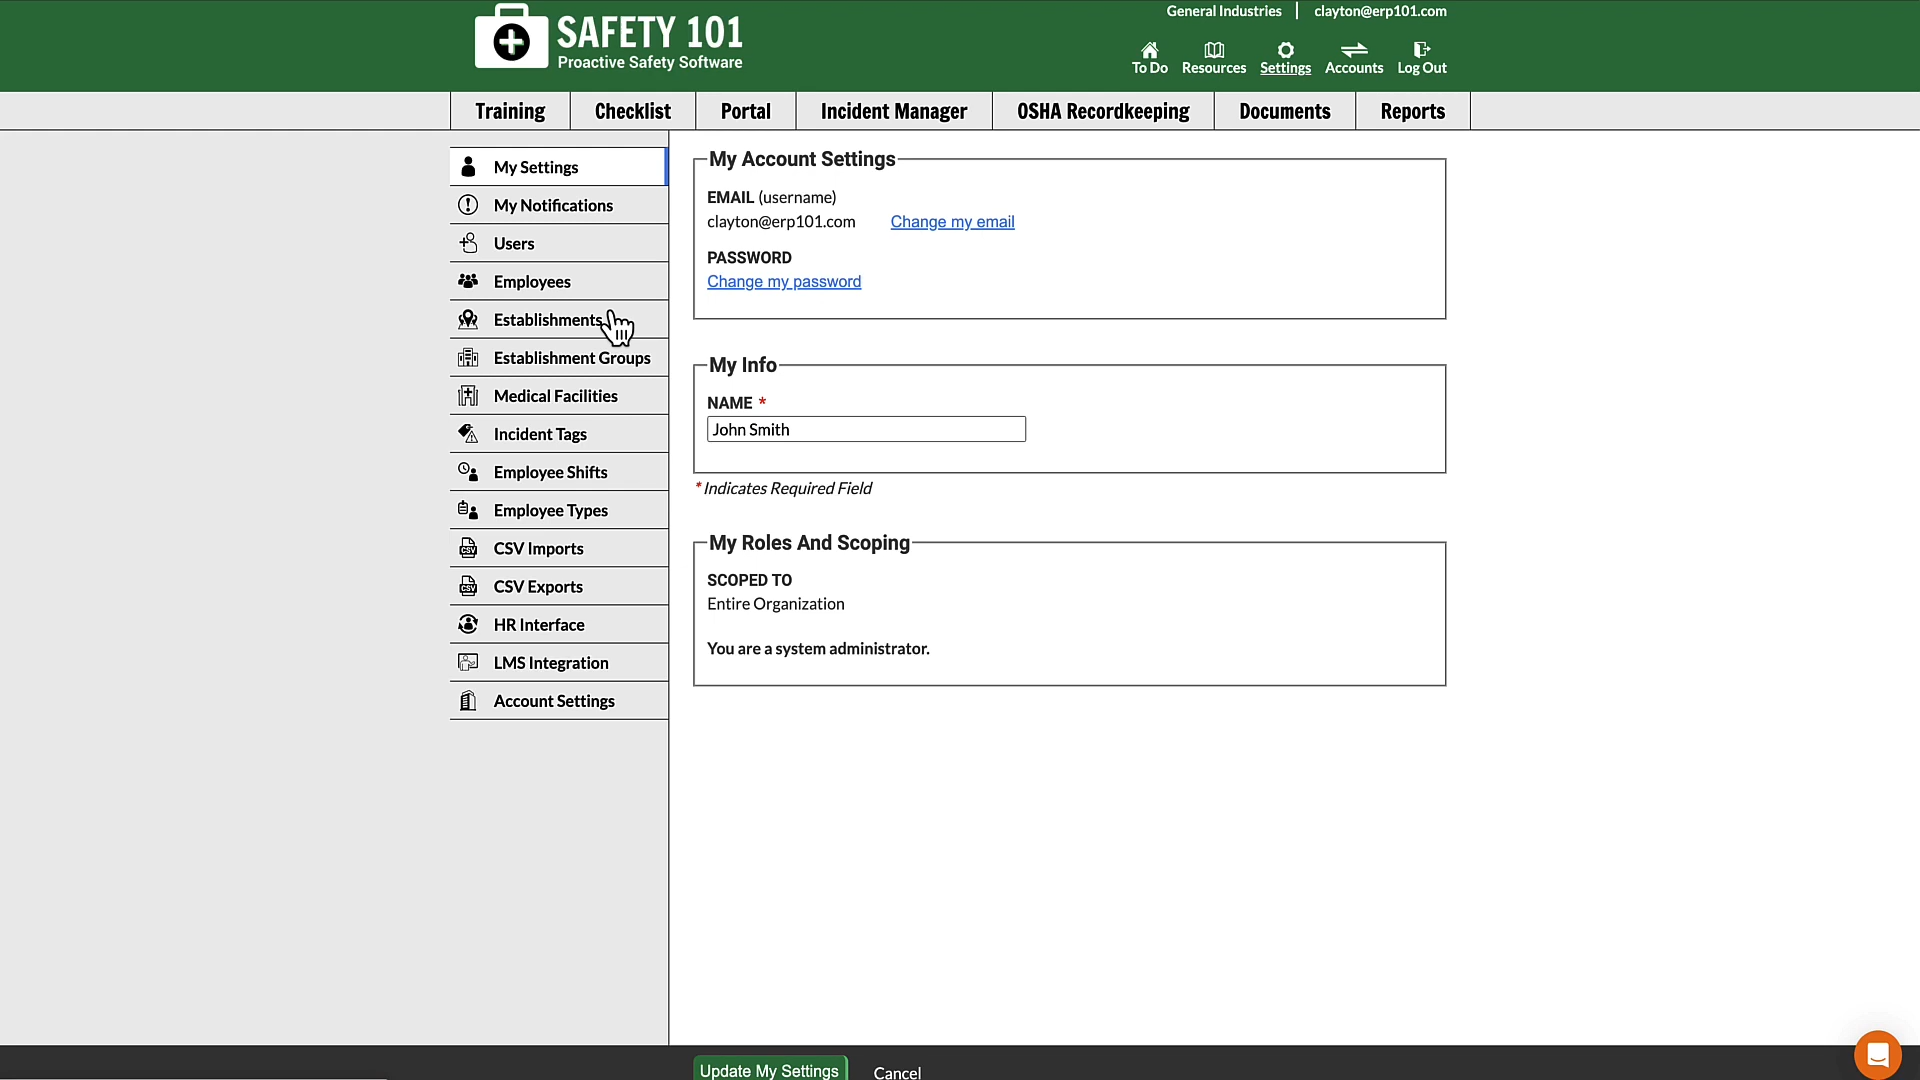 SAFETY 101
Proactive Safety Software
General Industries
clayton@erp101.com
To Do
Resources
Settings
Accounts
Log Out
Training
Checklist
Portal
Incident Manager
OSHA Recordkeeping
Documents
Reports
My Settings
My Notifications
Users
Employees
Establishments
Establishment Groups
Medical Facilities
Incident Tags
Employee Shifts
Employee Types
CSV Imports
CSV Exports
HR Interface
LMS Integration
Account Settings
My Account Settings
EMAIL (username)
clayton@erp101.com Change my email
PASSWORD
Change my password
My Info
NAME *
John Smith
* Indicates Required Field
My Roles And Scoping
SCOPED TO
Entire Organization
You are a system administrator.
Update My Settings
Cancel